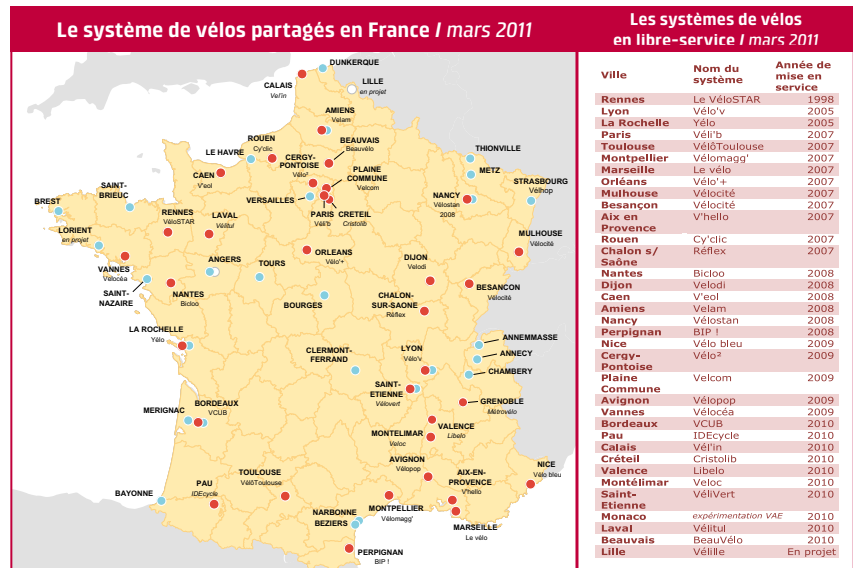 Le système de vélos partagés en France / mars 2011
DUNKERQUE
CALAIS
Vel'in
LILLE
en projet
AMIENS
Velam
ROUEN
Cy'clic
BEAUVAIS
Beauvélo
LE HAVRE
CERGY-
PONTOISE
Vélo²
PLAINE
COMMUNE
Velcom
THIONVILLE
METZ
CAEN
V'eol
STRASBOURG
Vélhop
SAINT-
BRIEUC
VERSAILLES
NANCY
Vélostan
2008
BREST
RENNES
VéloSTAR
LAVAL
Vélitul
PARIS
Véli'b
CRETEIL
Cristolib
LORIENT
en projet
MULHOUSE
Vélocité
ORLEANS
Vélo'+
VANNES
Velocéa
ANGERS
TOURS
DIJON
Velodi
BESANCON
Vélocité
SAINT-
NAZAIRE
NANTES
Bicloo
BOURGES
CHALON-
SUR-SAONE
Réflex
LA ROCHELLE
Yélo
ANNEMMASSE
CLERMONT-
FERRAND
LYON
Vélo'v
ANNECY
CHAMBERY
SAINT-
ETIENNE
Vélovert
GRENOBLE
Métrovélo
MERIGNAC
BORDEAUX
VCUB
VALENCE
Libelo
MONTELIMAR
Veloc
AVIGNON
Vélopop
NICE
Vélo bleu
PAU
IDEcycle
TOULOUSE
VélôToulouse
AIX-EN-
PROVENCE
V'hello
BAYONNE
NARBONNE
BEZIERS
MONTPELLIER
Vélomagg'
MARSEILLE
Le vélo
PERPIGNAN
BIP !
Les systèmes de vélos
en libre-service / mars 2011
Ville Nom du système Année de mise en service
Rennes Le VéloSTAR 1998
Lyon Vélo'v 2005
La Rochelle Yélo 2005
Paris Véli'b 2007
Toulouse VélôToulouse 2007
Montpellier Vélomagg' 2007
Marseille Le vélo 2007
Orléans Vélo'+ 2007
Mulhouse Vélocité 2007
Besançon Vélocité 2007
Aix en Provence V'hello 2007
Rouen Cy'clic 2007
Chalon s/ Saône Réflex 2007
Nantes Bicloo 2008
Dijon Velodi 2008
Caen V'eol 2008
Amiens Velam 2008
Nancy Vélostan 2008
Perpignan BIP ! 2008
Nice Vélo bleu 2009
Cergy-Pontoise Vélo² 2009
Plaine Commune Velcom 2009
Avignon Vélopop 2009
Vannes Vélocéa 2009
Bordeaux VCUB 2010
Pau IDEcycle 2010
Calais Vél'in 2010
Créteil Cristolib 2010
Valence Libelo 2010
Montélimar Veloc 2010
Saint-Etienne VéliVert 2010
Monaco expérimentation VAE 2010
Laval Vélitul 2010
Beauvais BeauVélo 2010
Lille Vélille En projet